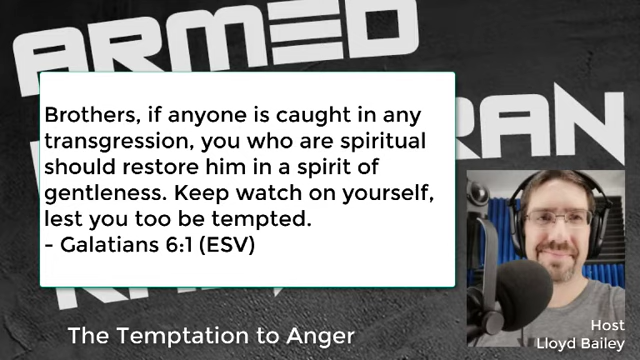 ARMED
Brothers, if anyone is caught in any
transgression, you who are spiritual
should restore him in a spirit of
gentleness. Keep watch on yourself,
lest you too be tempted.
- Galatians 6:1 (ESV)
The Temptation to Anger
Host
Lloyd Bailey